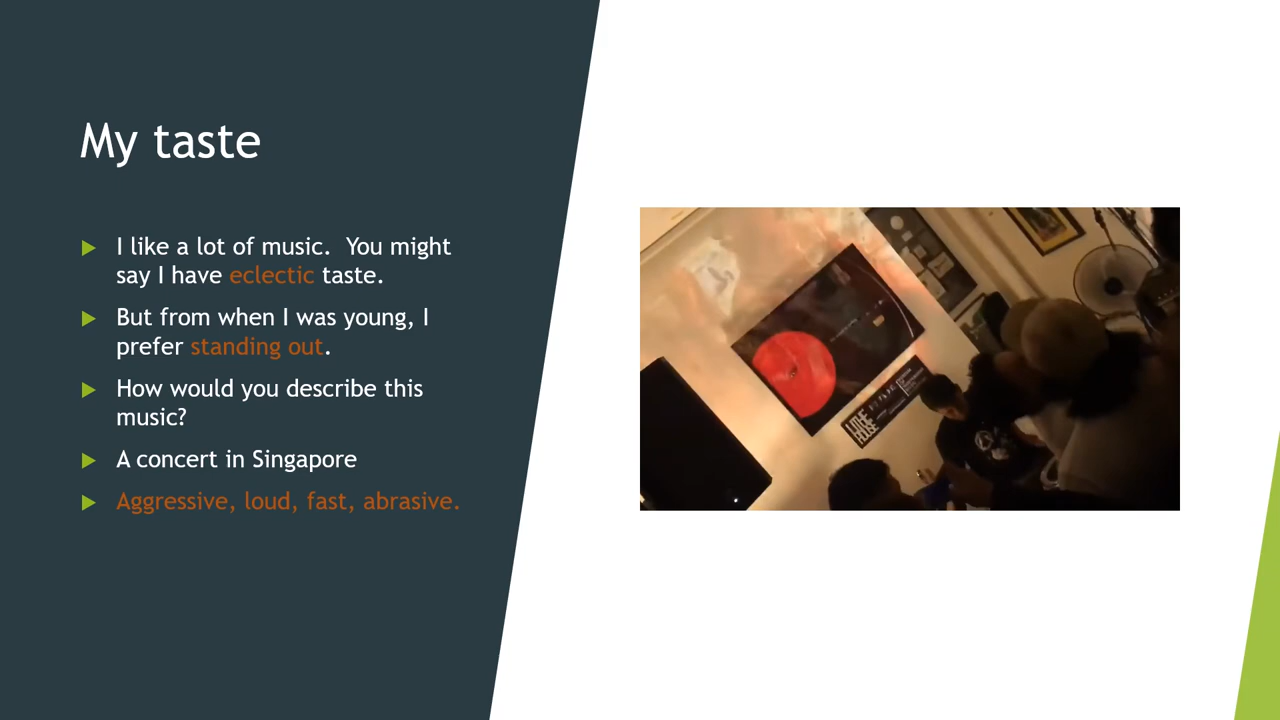 My taste
I like a lot of music.  You might
say I have eclectic taste.
But from when I was young, I
prefer standing out.
How would you describe this
music?
A concert in Singapore
Aggressive, loud, fast, abrasive.